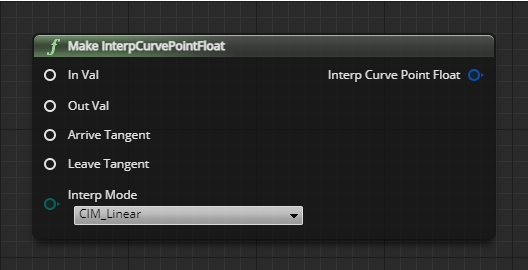 Make InterpCurvePointFloat
In Val
Interp Curve Point Float
Out Val
Arrive Tangent
Leave Tangent
Interp Mode
CIM_Linear